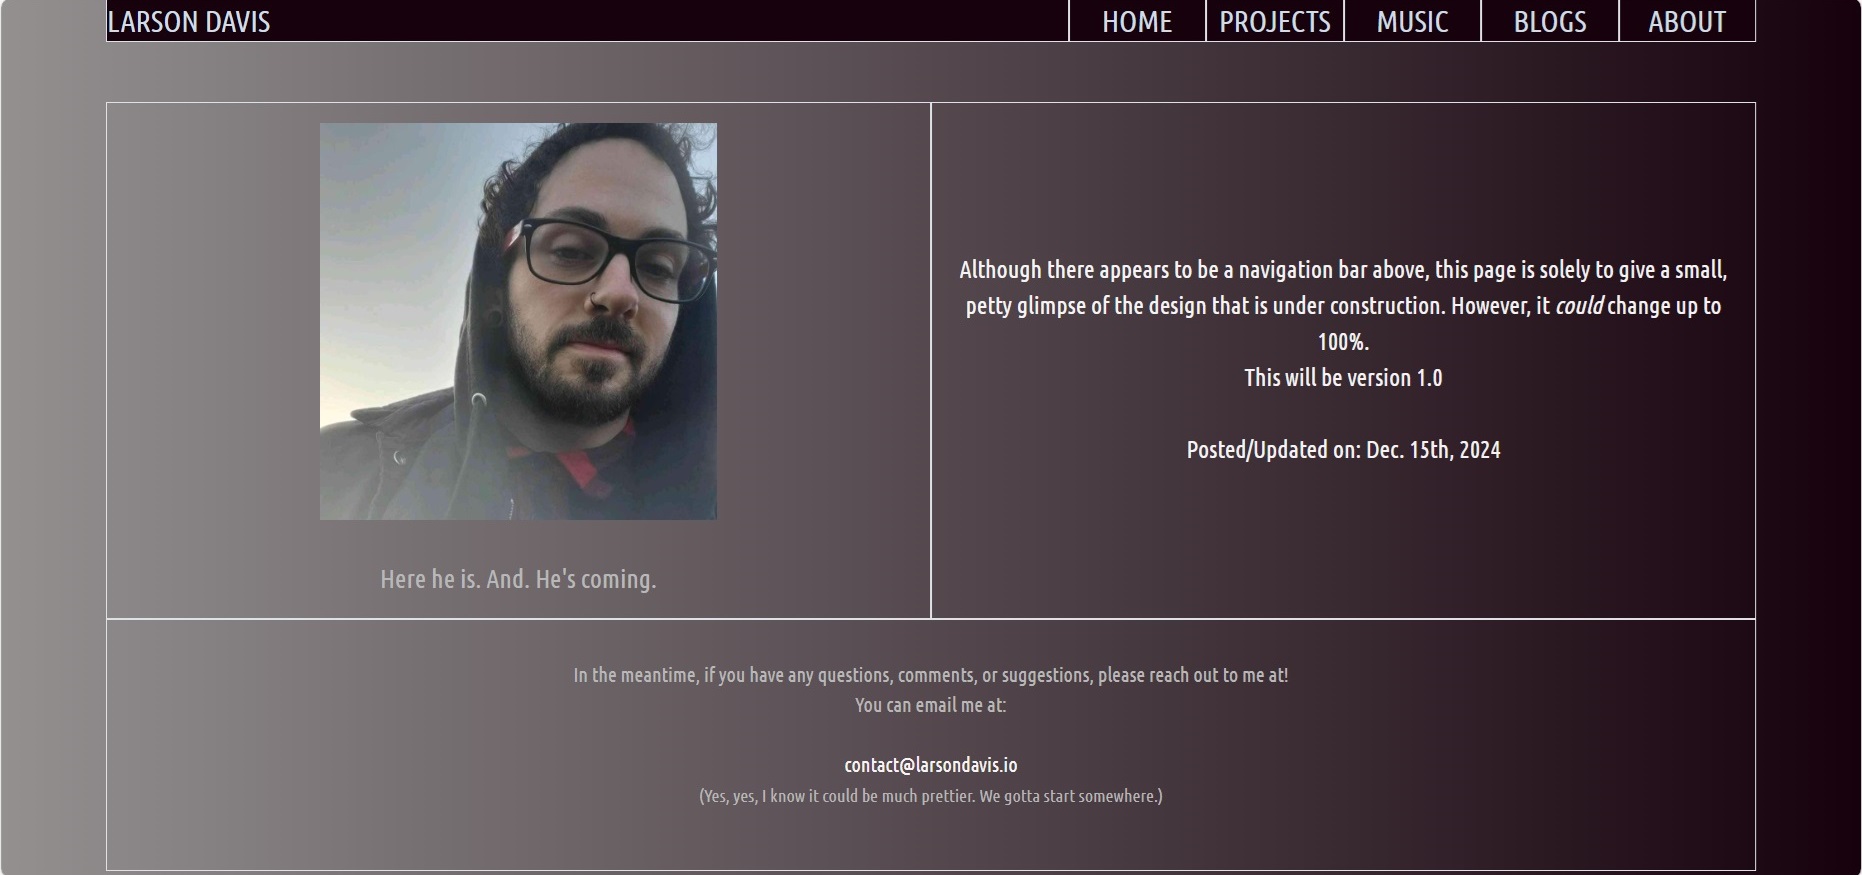 LARSON DAVIS
HOME
PROJECTS
MUSIC
BLOGS
ABOUT
Here he is. And. He's coming.
Although there appears to be a navigation bar above, this page is solely to give a small,
petty glimpse of the design that is under construction. However, it could change up to
100%.
This will be version 1.0
Posted/Updated on: Dec. 15th, 2024
In the meantime, if you have any questions, comments, or suggestions, please reach out to me at!
You can email me at:
contact@larsondavis.io
(Yes, yes, I know it could be much prettier. We gotta start somewhere.)